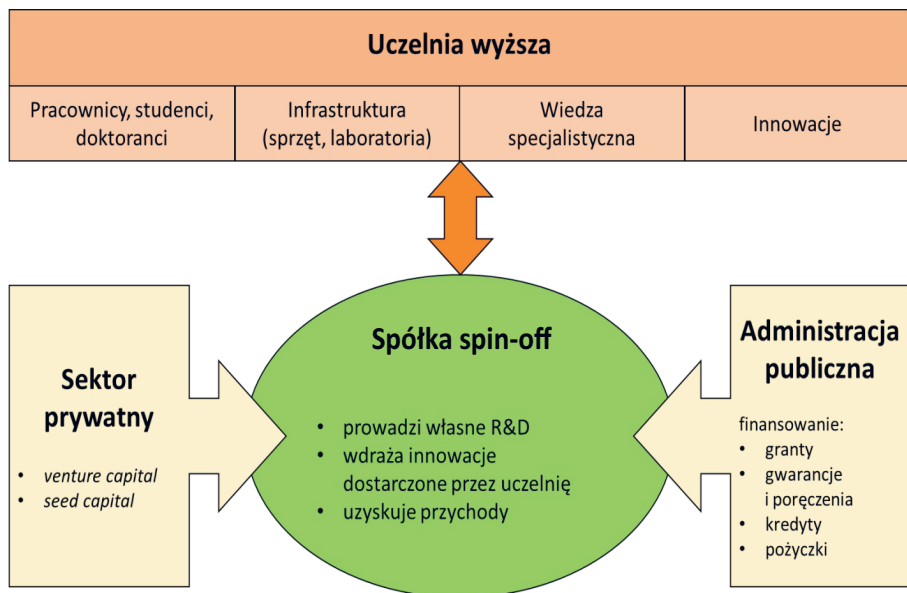 Uczelnia wyższa
Pracownicy, studenci,
doktoranci
Infrastruktura
(sprzęt, laboratoria)
Wiedza
specjalistyczna
Innowacje
Sektor
prywatny
• venture capital
• seed capital
Spółka spin-off
• prowadzi własne R&D
• wdraża innowacje
dostarczone przez uczelnię
• uzyskuje przychody
Administracja
publiczna
finansowanie:
• granty
• gwarancje
i poręczenia
• kredyty
• pożyczki